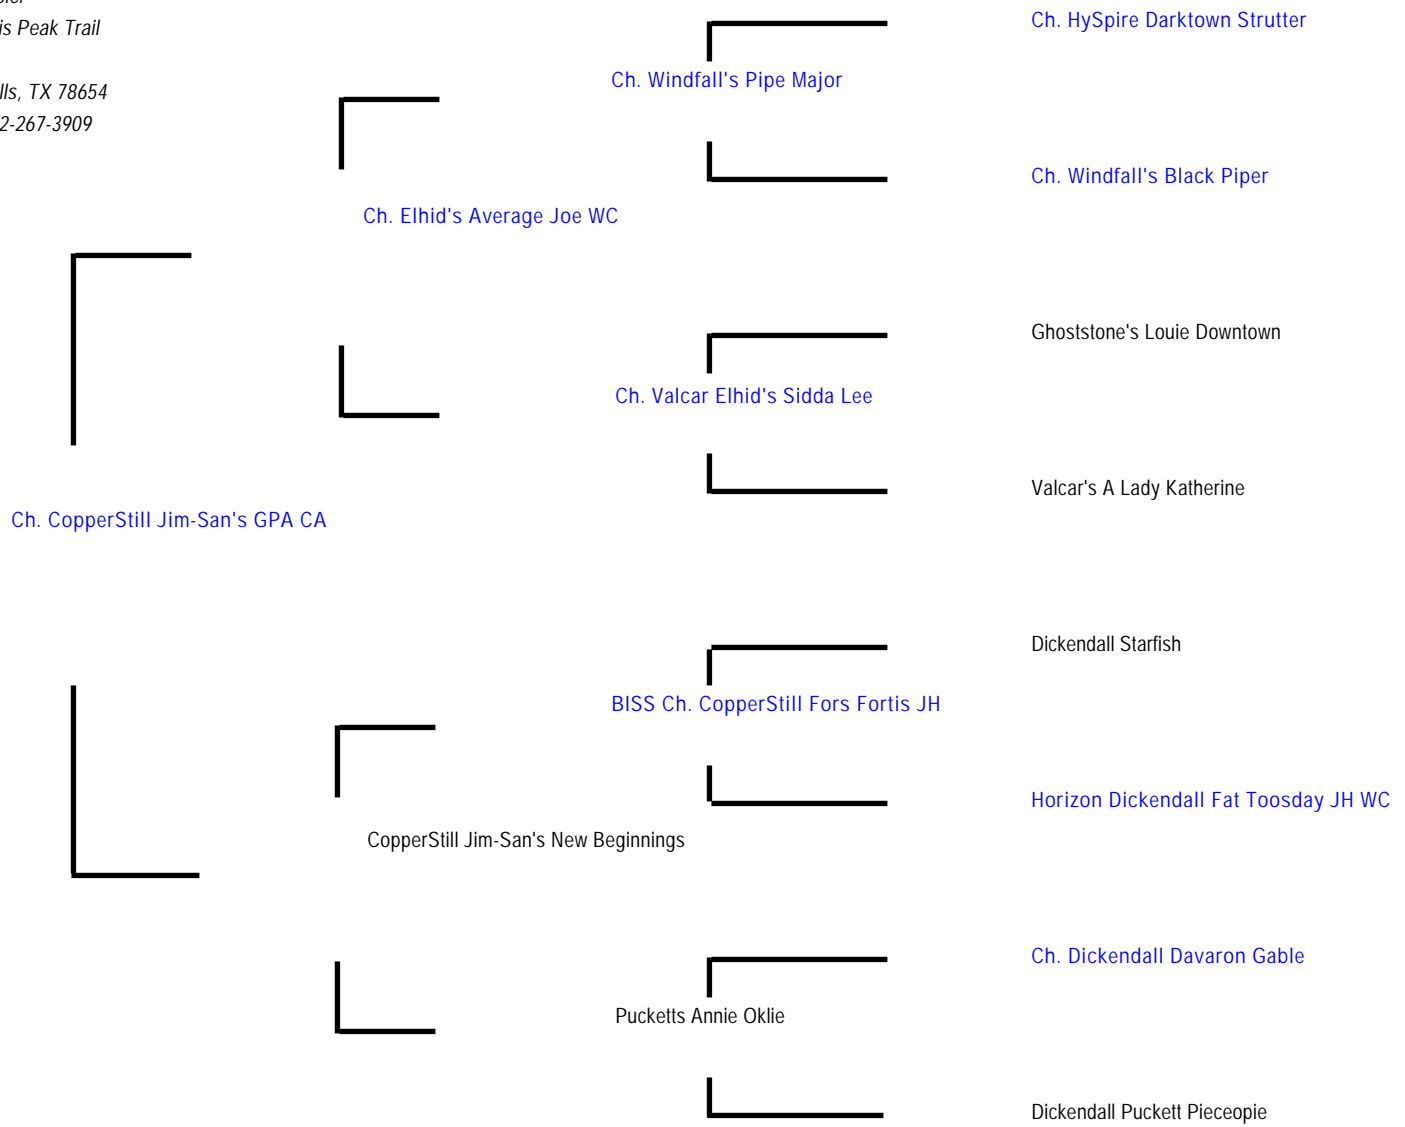 is Peak Trail
lls, TX 78654
2-267-3909
Ch. HySpire Darktown Strutter
Ch. Windfall's Pipe Major
Ch. Windfall's Black Piper
Ch. Elhid's Average Joe WC
Ghoststone's Louie Downtown
Ch. Valcar Elhid's Sidda Lee
Valcar's A Lady Katherine
Ch. CopperStill Jim-San's GPA CA
Dickendall Starfish
BISS Ch. CopperStill Fors Fortis JH
Horizon Dickendall Fat Toosday JH WC
CopperStill Jim-San's New Beginnings
Ch. Dickendall Davaron Gable
Pucketts Annie Oklie
Dickendall Puckett Pieceopie